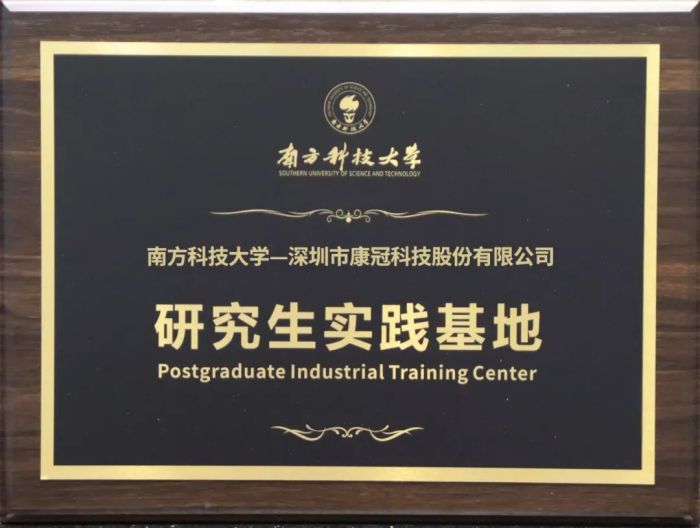 南方科技大学
SOUTHERN UNIVERSITY OF SCIENCE AND TECHNOLOGY
南方科技大学—深圳市康冠科技股份有限公司
研究生实践基地
Postgraduate Industrial Training Center